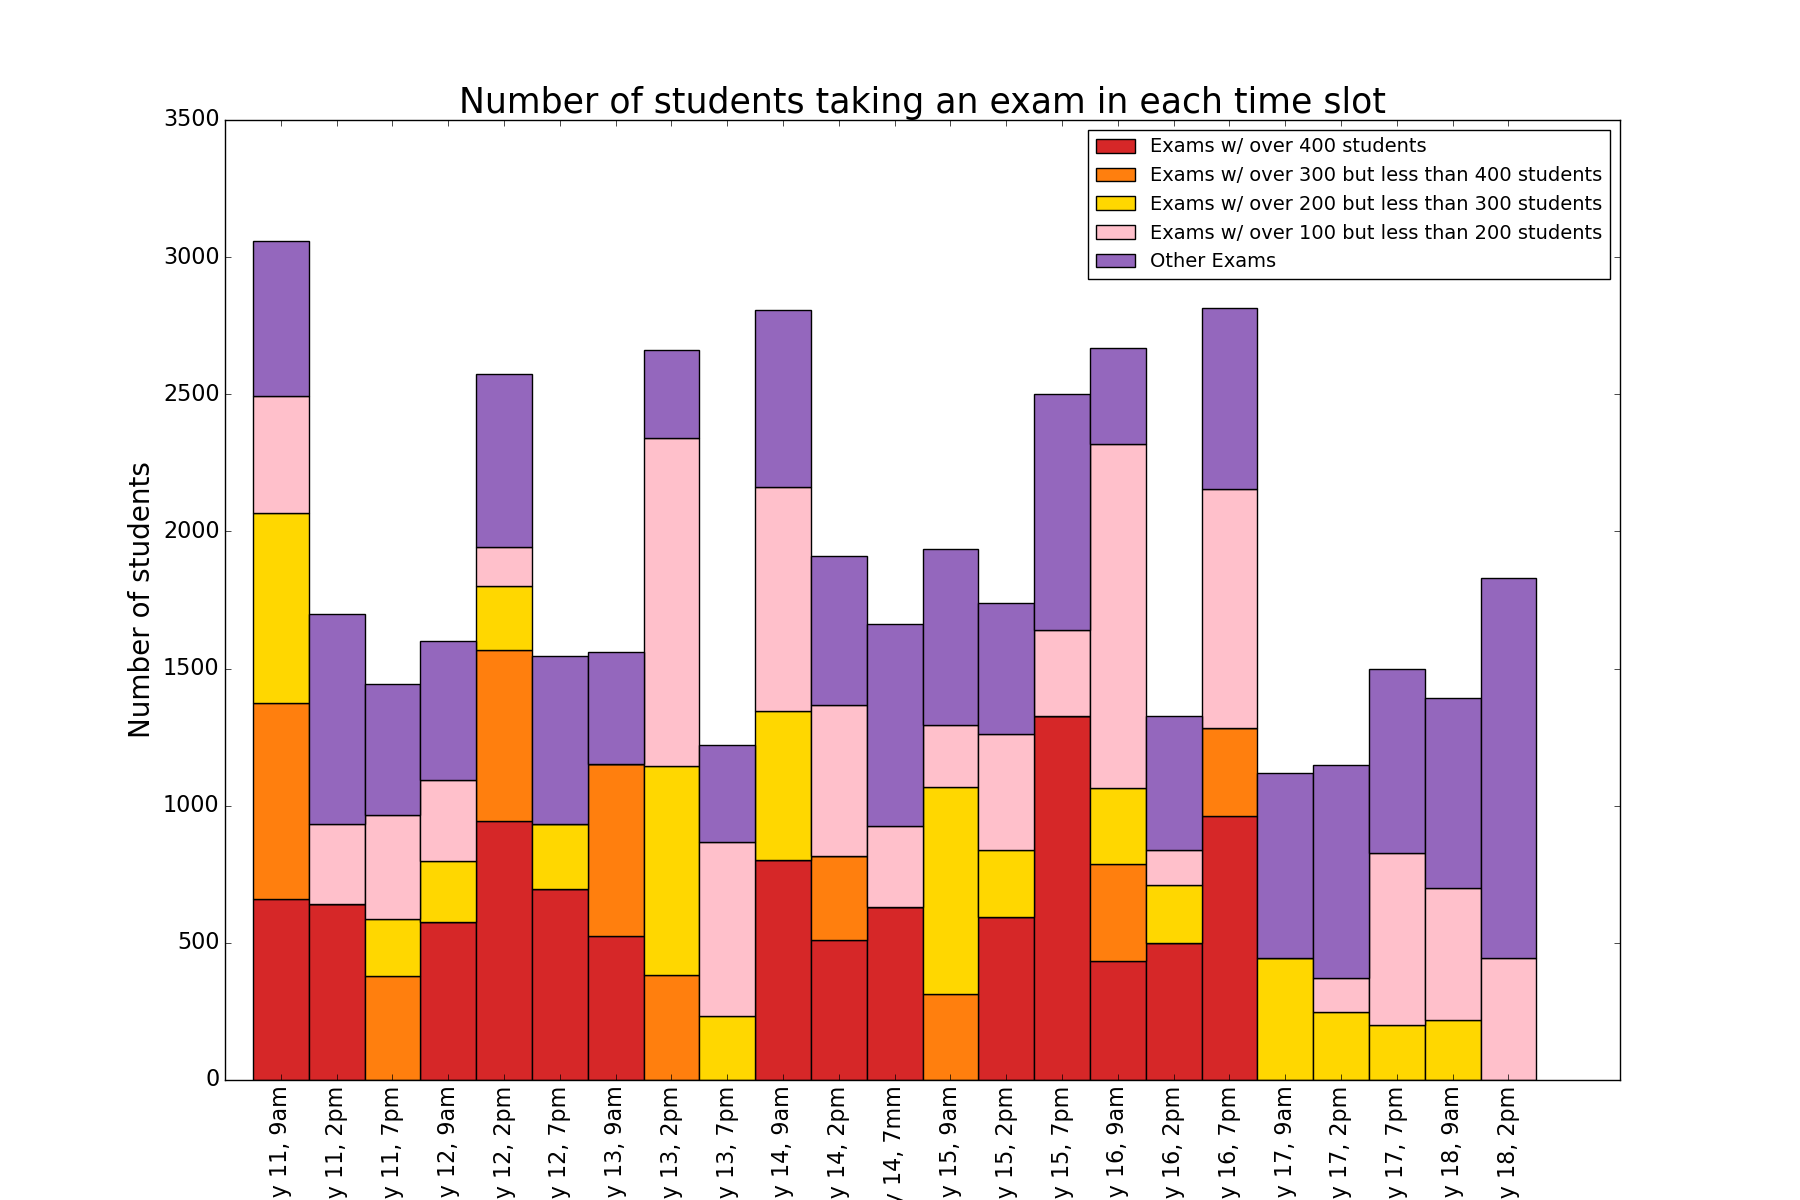 Number of students taking an exam in each time slot
3500
3000
2500
2000
1500
1000
500
0
Number of students
Exams w/ over 400 students
Exams w/ over 300 but less than 400 students
Exams w/ over 200 but less than 300 students
Exams w/ over 100 but less than 200 students
Other Exams
y 11, 9am
y 11, 2pm
y 11, 7pm
y 12, 9am
y 12, 2pm
y 12, 7pm
y 13, 9am
y 13, 2pm
y 13, 7pm
y 14, 9am
y 14, 2pm
y 14, 7mm
y 15, 9am
y 15, 2pm
y 15, 7pm
y 16, 9am
y 16, 2pm
y 16, 7pm
y 17, 9am
y 17, 2pm
y 17, 7pm
y 18, 9am
y 18, 2pm